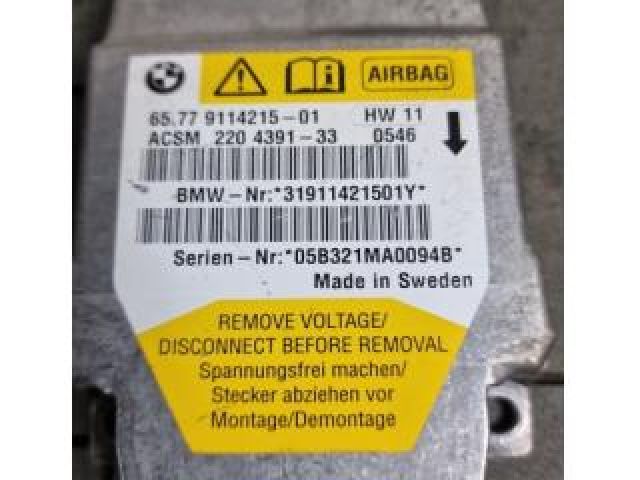 AIRBAG
65.77 9114215-01 HW 11
ACSM 220 4391-33 0546
BMW-Nr:*31911421501Y*
Serien-Nr:*05B321MA0094B*
Made in Sweden
REMOVE VOLTAGE/
DISCONNECT BEFORE REMOVAL
Spannungsfrei machen/
Stecker abziehen vor
Montage/Demontage